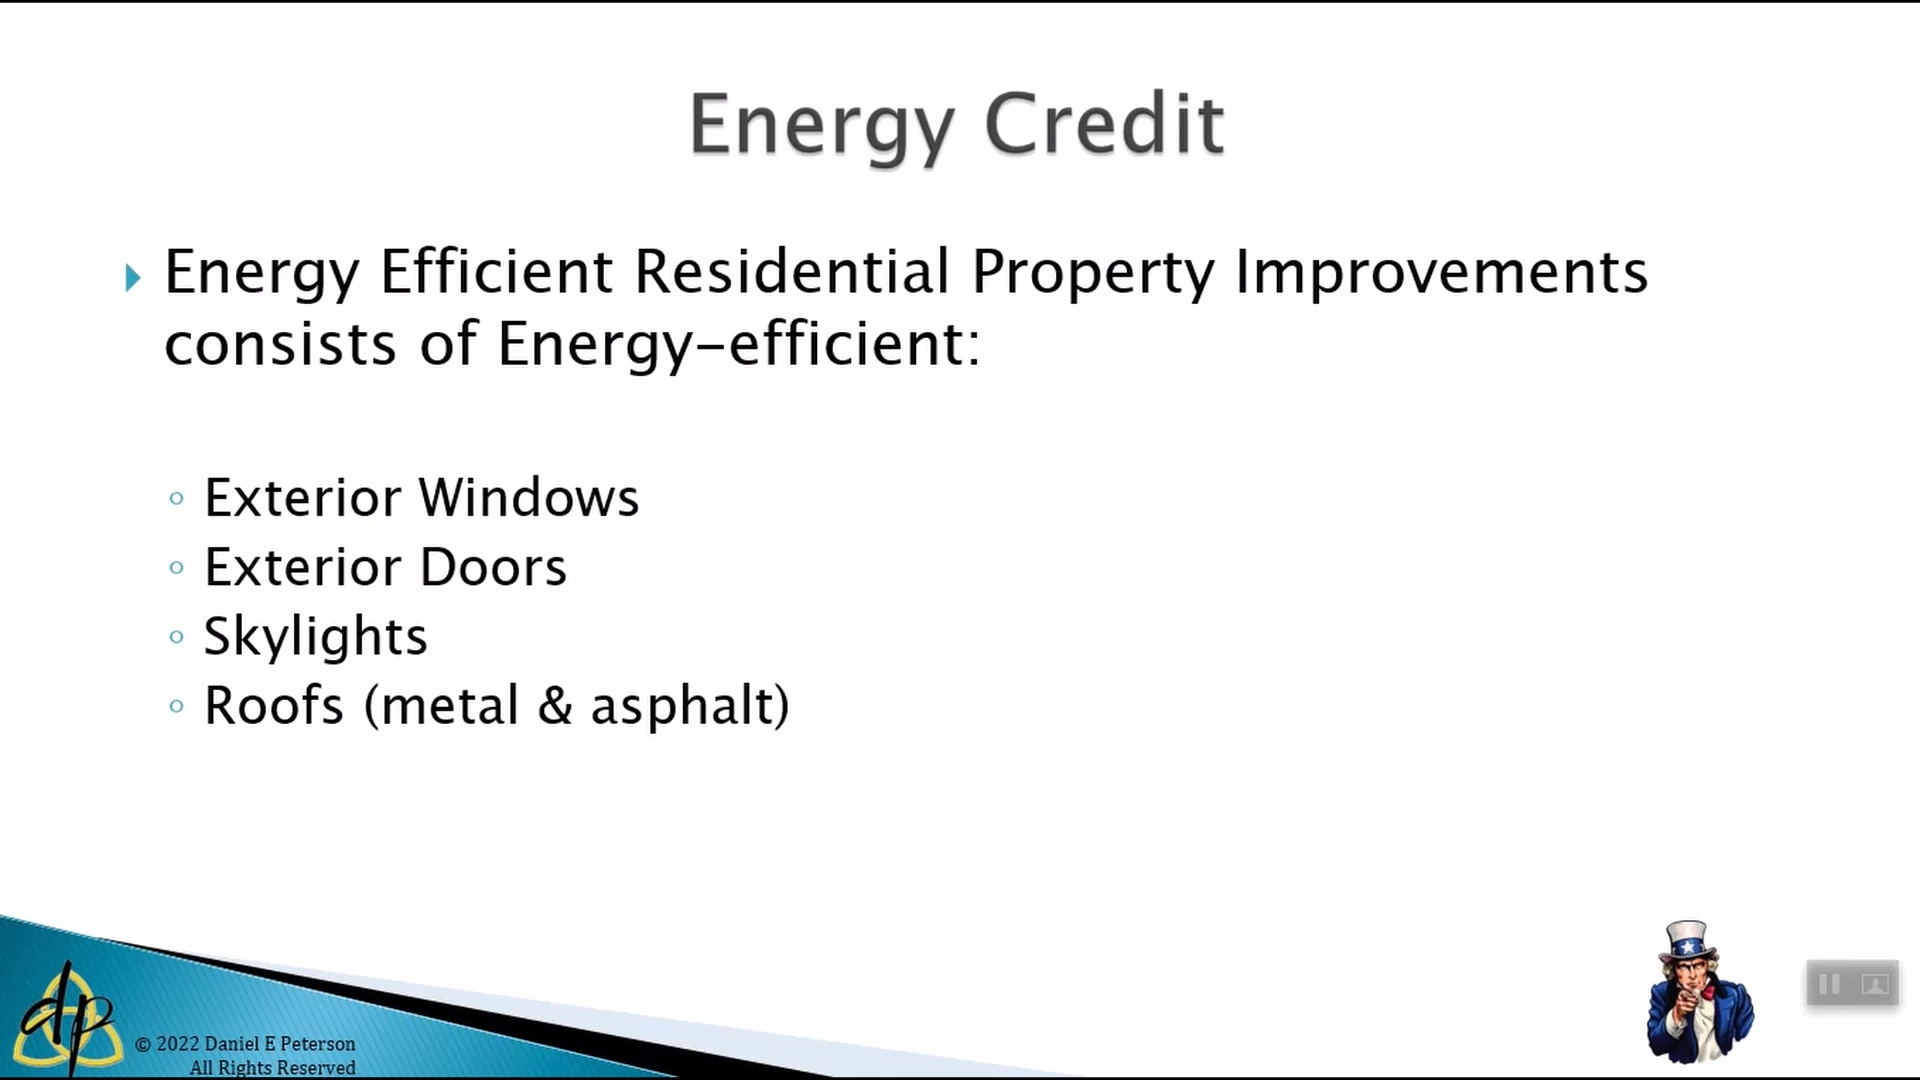 Energy Credit
Energy Efficient Residential Property Improvements
consists of Energy-efficient:
Exterior Windows
Exterior Doors
Skylights
Roofs (metal & asphalt)
dp
© 2022 Daniel E Peterson
All Rights Reserved